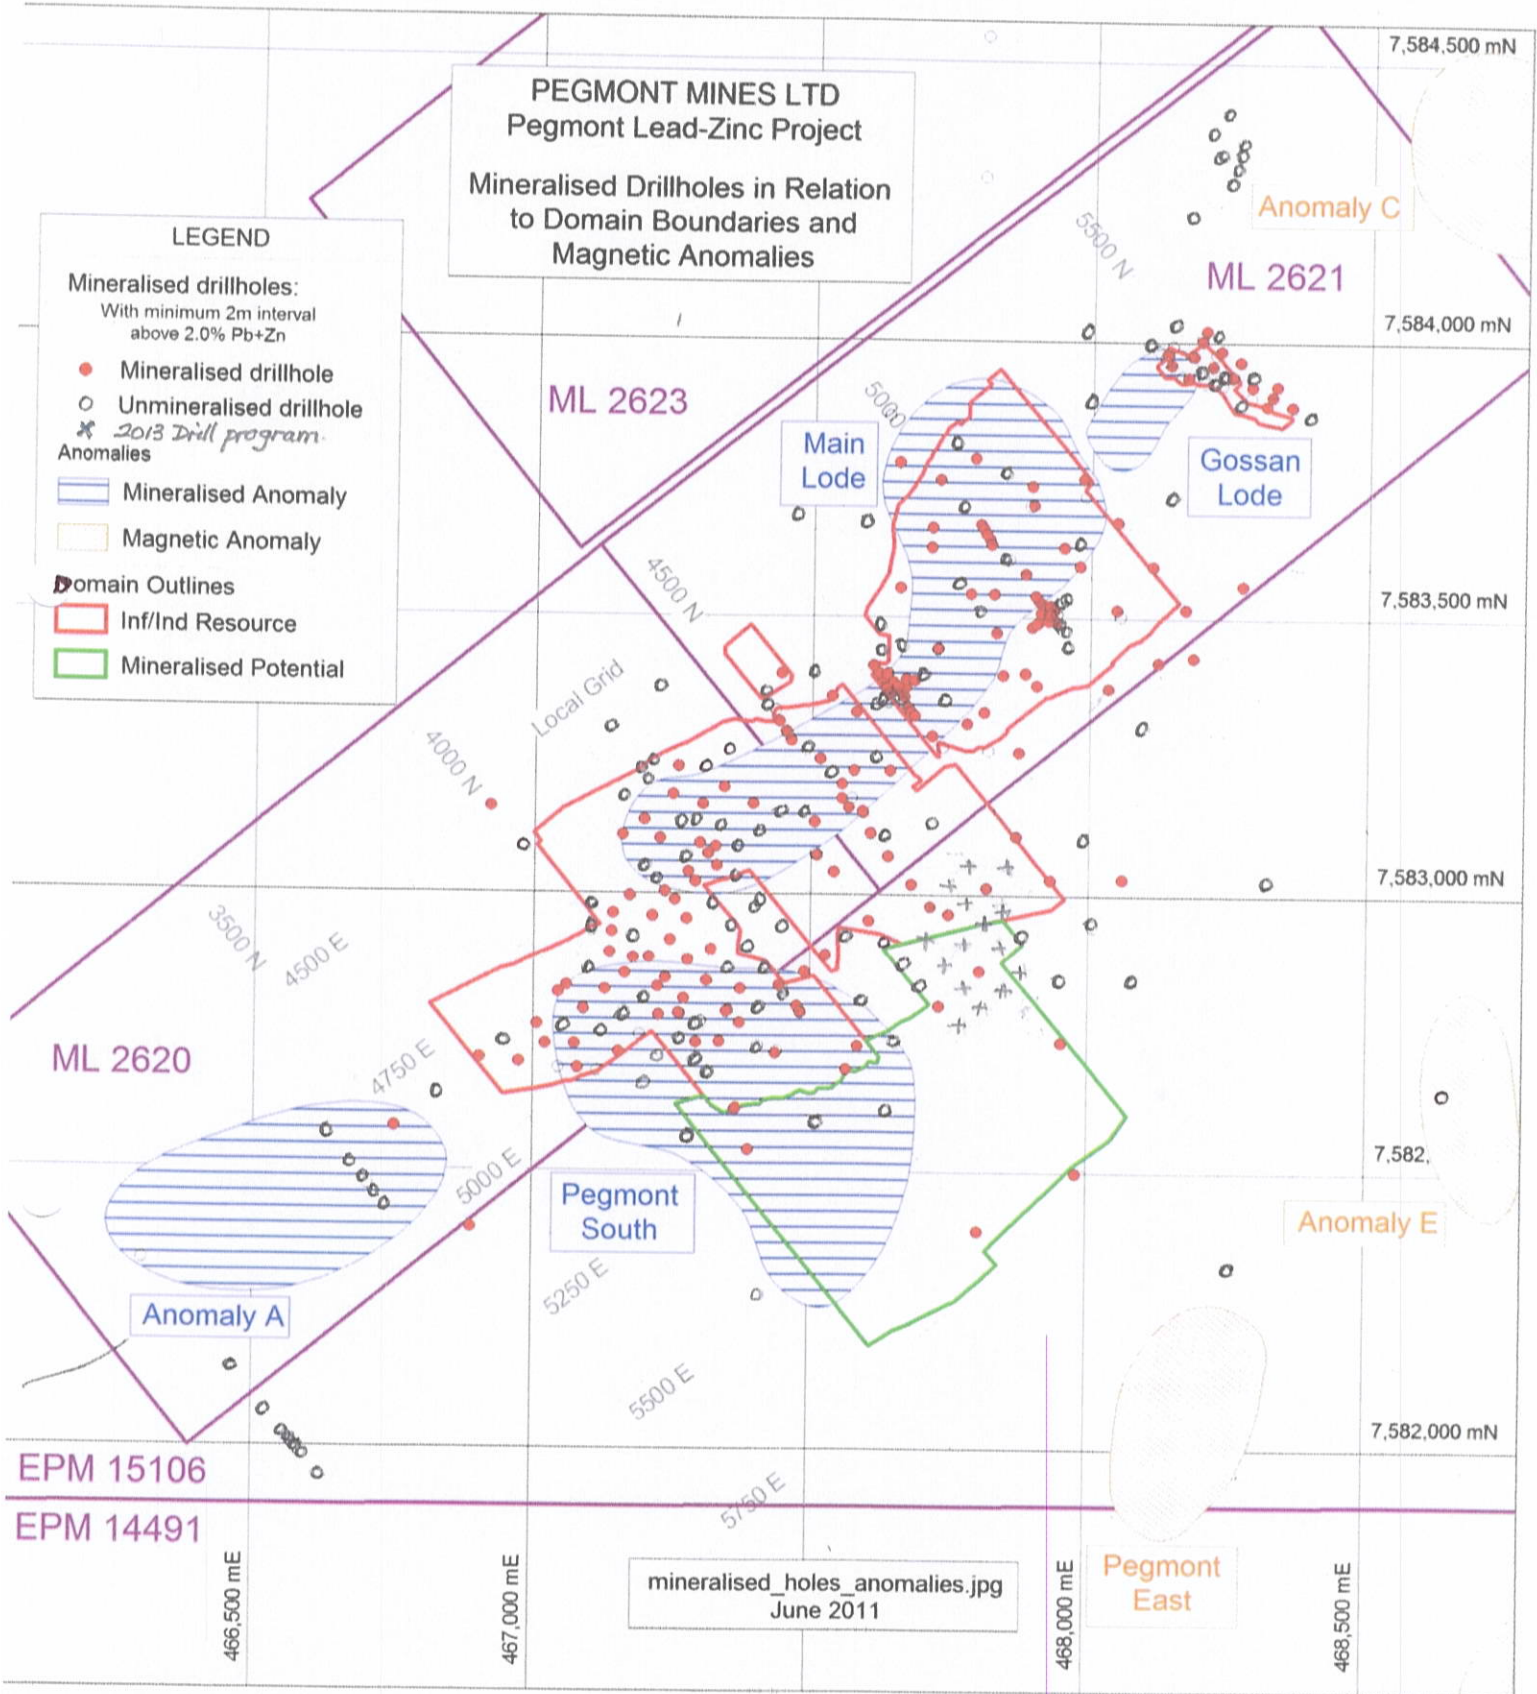 7,584,500 mN
PEGMONT MINES LTD
Pegmont Lead-Zinc Project
Mineralised Drillholes in Relation
to Domain Boundaries and
Magnetic Anomalies
LEGEND
Mineralised drillholes:
With minimum 2m interval
above 2.0% Pb+Zn
Mineralised drillhole
Unmineralised drillhole
2013 Drill program.
Anomalies
Mineralised Anomaly
Magnetic Anomaly
Domain Outlines
Inf/Ind Resource
Mineralised Potential
Anomaly C
5500 N
ML 2621
7,584,000 mN
ML 2623
5000
Main
Lode
Gossan
Lode
4500 N
7,583,500 mN
Local Grid
4000 N
7,583,000 mN
3500 N
4500 E
ML 2620
4750 E
5000 E
7,582,
Pegmont
South
Anomaly E
5250 E
Anomaly A
5500 E
7,582,000 mN
EPM 15106
5750 E
EPM 14491
466,500 mE
467,000 mE
mineralised_holes_anomalies.jpg
June 2011
468,000 mE
Pegmont
East
468,500 mE